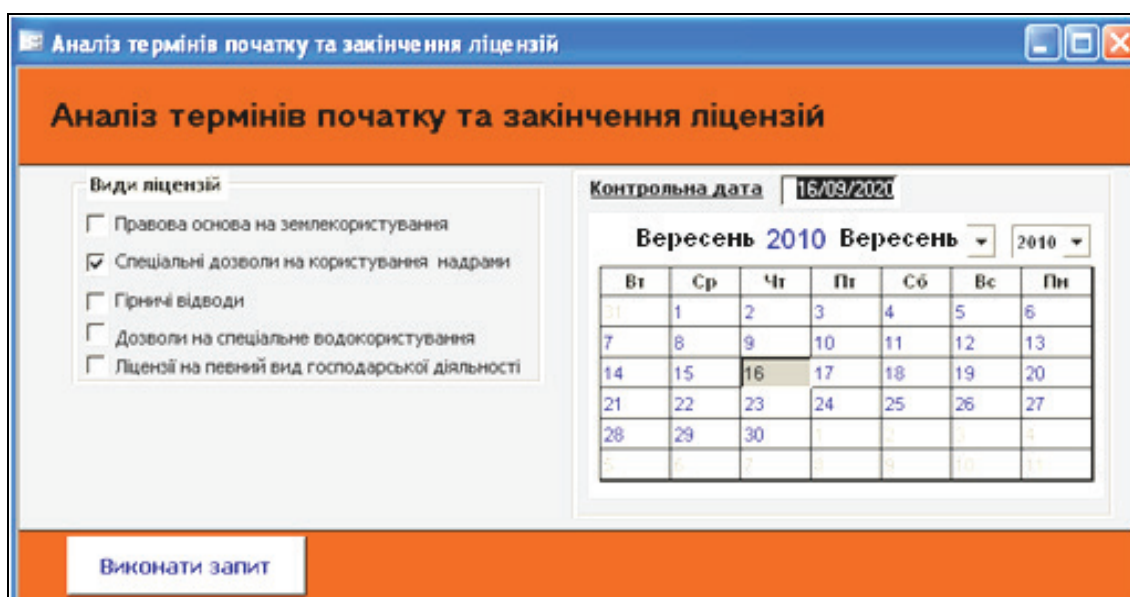 Аналіз термінів початку та закінчення ліцензій
Аналіз термінів початку та закінчення ліцензій
Види ліцензій
Правова основа на землекористування
Спеціальні дозволи на користування надрами
Гірничі відводи
Дозволи на спеціальне водокористування
Ліцензії на певний вид господарської діяльності
Контрольна дата 16/09/2020
Вересень 2010 Вересень 2010
Вт Ср Чт Пт Сб Вс Пн
31 1 2 3 4 5 6
7 8 9 10 11 12 13
14 15 16 17 18 19 20
21 22 23 24 25 26 27
28 29 30 1 2 3 4
5 6 7 8 9 10 11
Виконати запит